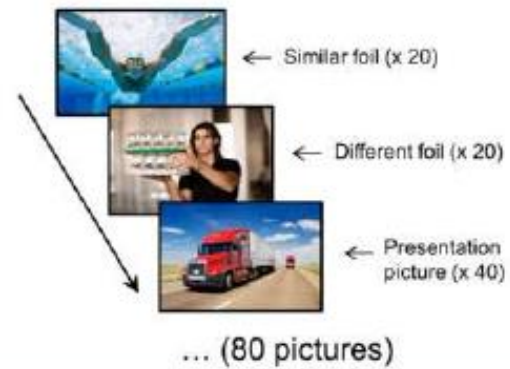 ← Similar foil (x 20)
← Different foil (x 20)
← Presentation
picture (x 40)
... (80 pictures)